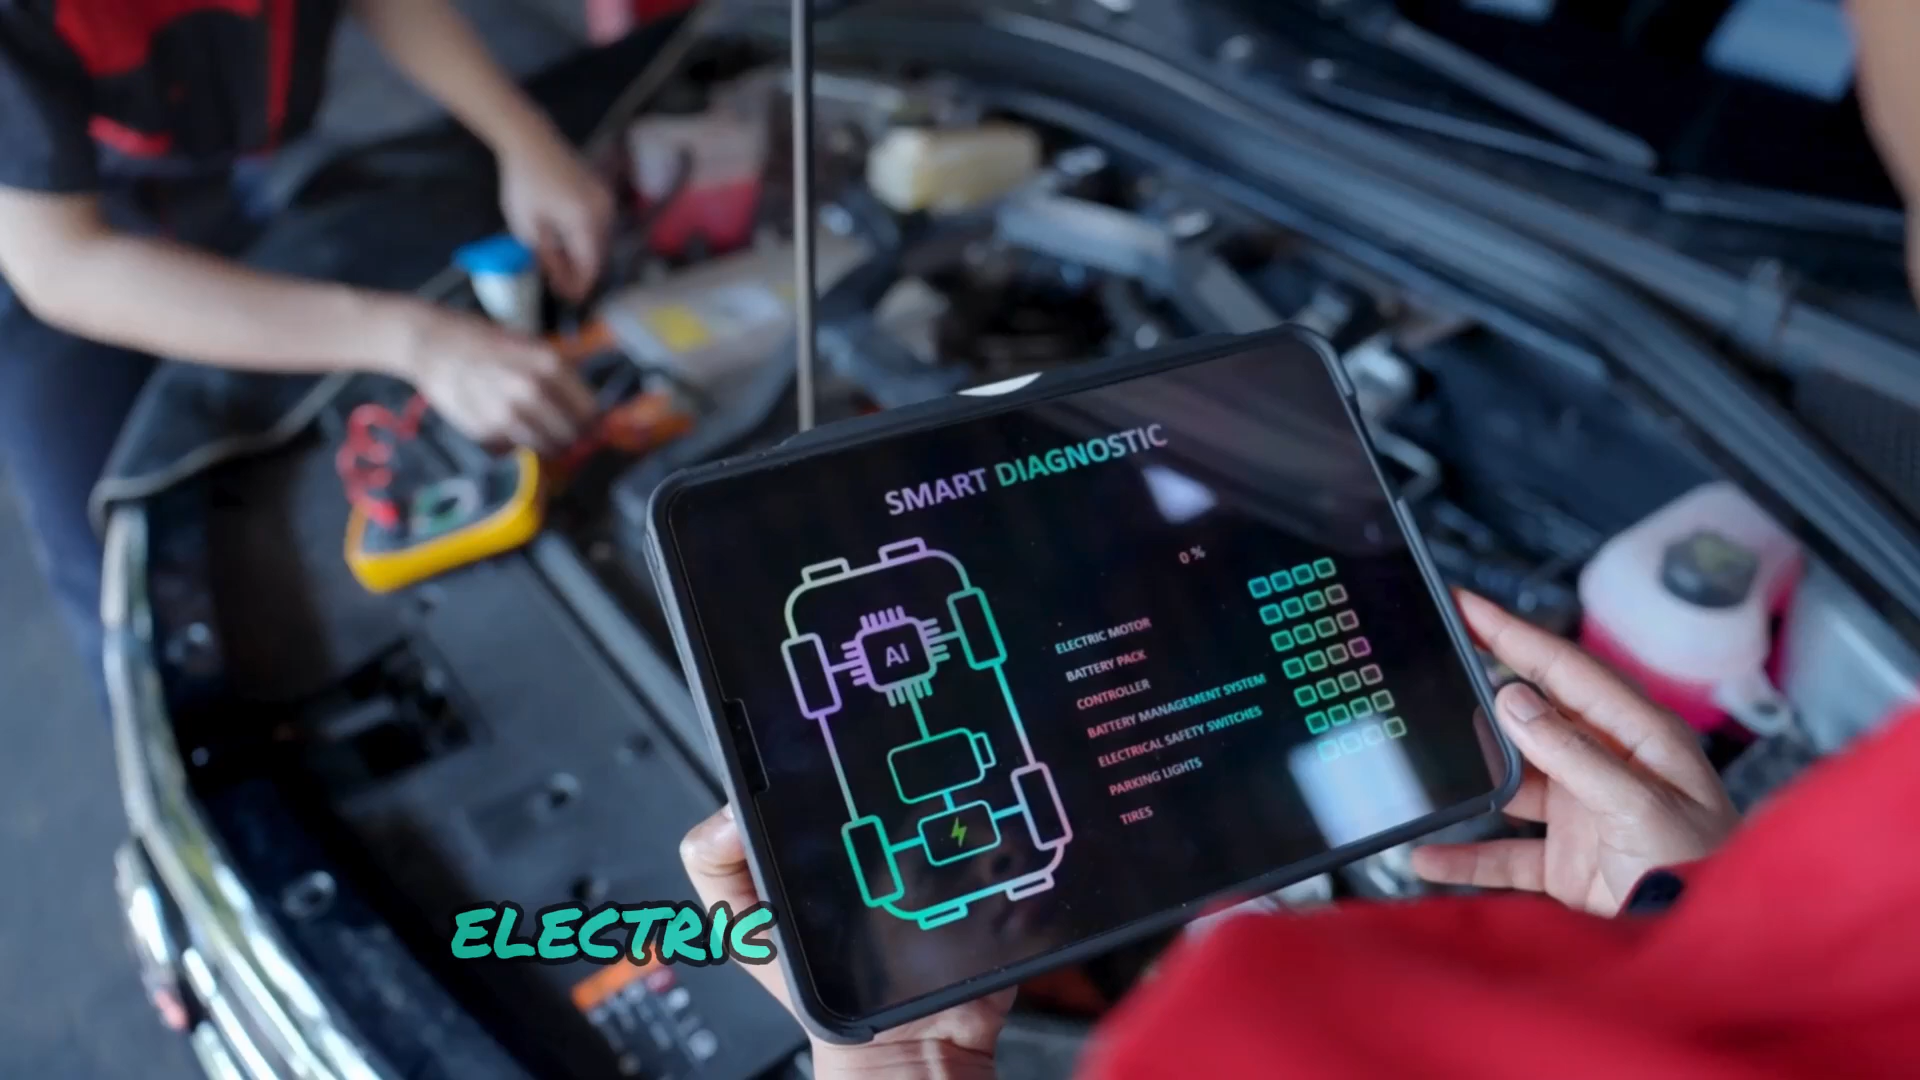 SMART DIAGNOSTIC
0 %
AI
ELECTRIC MOTOR
BATTERY PACK
CONTROLLER
BATTERY MANAGEMENT SYSTEM
ELECTRICAL SAFETY SWITCHES
PARKING LIGHTS
TIRES
ELECTRIC